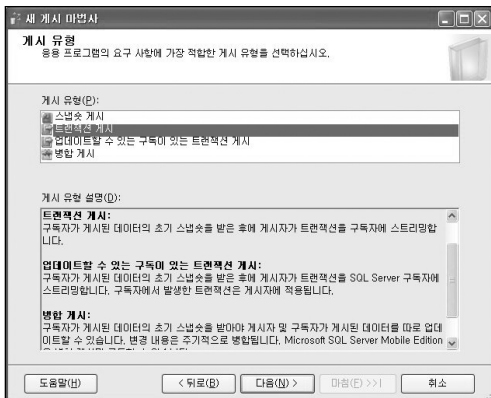 새 게시 마법사
게시 유형
응용 프로그램의 요구 사항에 가장 적합한 게시 유형을 선택하십시오.
게시 유형(P):
스냅숏 게시
트랜잭션 게시
업데이트할 수 있는 구독이 있는 트랜잭션 게시
병합 게시
게시 유형 설명(D):
트랜잭션 게시:
구독자가 게시된 데이터의 초기 스냅숏을 받은 후에 게시자가 트랜잭션을 구독자에 스트리밍합
니다.
업데이트할 수 있는 구독이 있는 트랜잭션 게시:
구독자가 게시된 데이터의 초기 스냅숏을 받은 후에 게시자가 트랜잭션을 SQL Server 구독자에
스트리밍합니다. 구독자에서 발생한 트랜잭션은 게시자에 적용됩니다.
병합 게시:
구독자가 게시된 데이터의 초기 스냅숏을 받아야 게시자 및 구독자가 게시된 데이터를 따로 업데
이트할 수 있습니다. 변경 내용은 주기적으로 병합됩니다. Microsoft SQL Server Mobile Edition
도움말(H)
< 뒤로(B)
다음(N) >
마침(F) >>|
취소